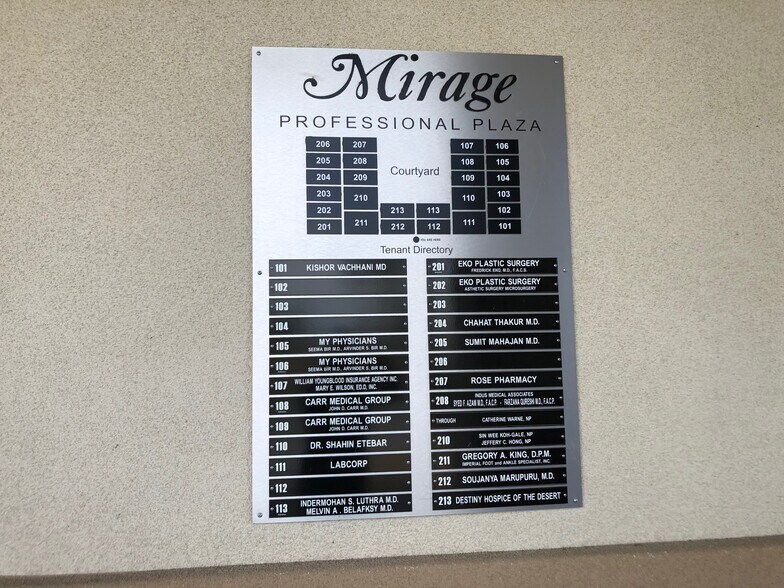 Mirage
PROFESSIONAL PLAZA
206 207 107 106
205 208 108 105
204 209 109 104
203 210 110 103
202 213 113 102
201 211 212 112 111 101
Courtyard
YOU ARE HERE
Tenant Directory
101 KISHOR VACHHANI MD
102
103
104
105 MY PHYSICIANS
SEEMA BIR M.D., ARVINDER S. BIR M.D.
106 MY PHYSICIANS
SEEMA BIR M.D., ARVINDER S. BIR M.D.
107 WILLIAM YOUNGBLOOD INSURANCE AGENCY INC.
MARY E. WILSON, ED.D, INC.
108 CARR MEDICAL GROUP
JOHN D. CARR M.D.
109 CARR MEDICAL GROUP
JOHN D. CARR M.D.
110 DR. SHAHIN ETEBAR
111 LABCORP
112
113 INDERMOHAN S. LUTHRA M.D.
MELVIN A. BELAFKSY M.D.
201 EKO PLASTIC SURGERY
FREDRICK EKO, M.D., F.A.C.S.
202 EKO PLASTIC SURGERY
ASTHETIC SURGERY MICROSURGERY
203
204 CHAHAT THAKUR M.D.
205 SUMIT MAHAJAN M.D.
206
207 ROSE PHARMACY
208 INDUS MEDICAL ASSOCIATES
SYED F. AZAM M.D., F.A.C.P. - FARZANA QURESHI M.D., F.A.C.P.
THROUGH CATHERINE WARNE, NP
210 SIN WEE KOH-GALE, NP
JEFFERY C. HONG, NP
211 GREGORY A. KING, D.P.M.
IMPERIAL FOOT and ANKLE SPECIALIST, INC.
212 SOUJANYA MARUPURU, M.D.
213 DESTINY HOSPICE OF THE DESERT